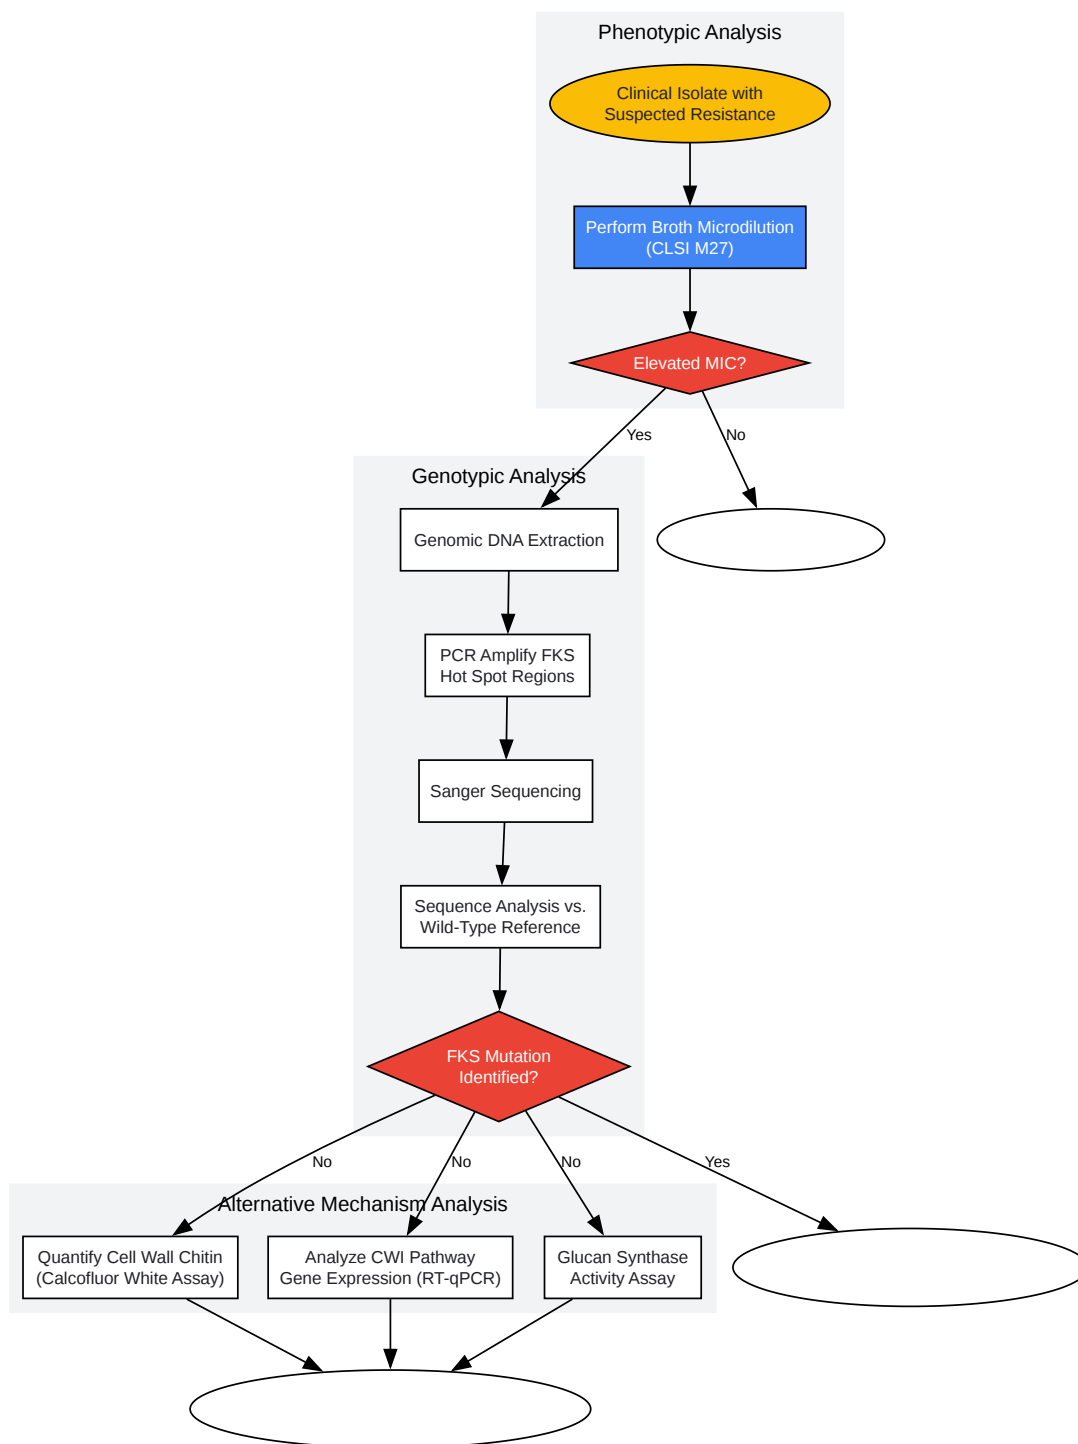 Phenotypic Analysis
Clinical Isolate with
Suspected Resistance
Perform Broth Microdilution
(CLSI M27)
Elevated MIC?
Yes
No
Genotypic Analysis
Genomic DNA Extraction
PCR Amplify FKS
Hot Spot Regions
Sanger Sequencing
Sequence Analysis vs.
Wild-Type Reference
FKS Mutation
Identified?
No
No
No
Yes
Alternative Mechanism Analysis
Quantify Cell Wall Chitin
(Calcofluor White Assay)
Analyze CWI Pathway
Gene Expression (RT-qPCR)
Glucan Synthase
Activity Assay